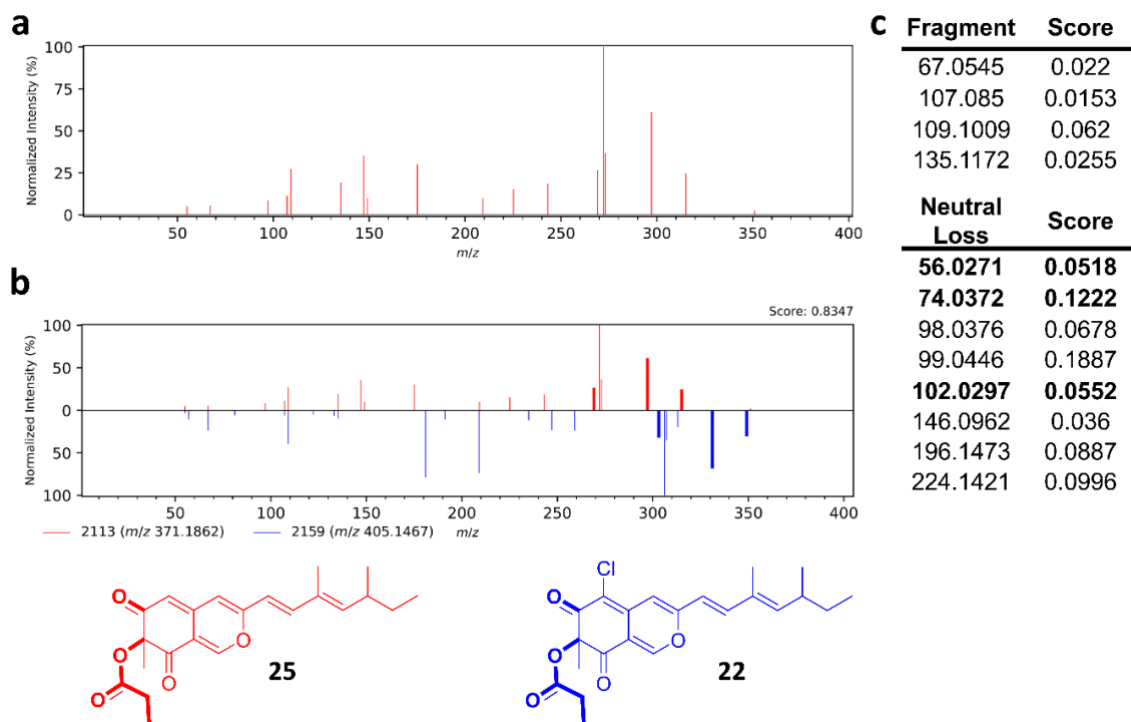 a
100
75
50
25
0
Normalized Intensity (%)
50 100 150 200 250 300 350 400
m/z
b
Score: 0.8347
100
50
0
50
100
Normalized Intensity (%)
50 100 150 200 250 300 350 400
2113 (m/z 371.1862) 2159 (m/z 405.1467) m/z
O
O
O
O
O
25
Cl
O
O
O
O
O
22
c
Fragment Score
67.0545 0.022
107.085 0.0153
109.1009 0.062
135.1172 0.0255
Neutral
Loss Score
56.0271 0.0518
74.0372 0.1222
98.0376 0.0678
99.0446 0.1887
102.0297 0.0552
146.0962 0.036
196.1473 0.0887
224.1421 0.0996